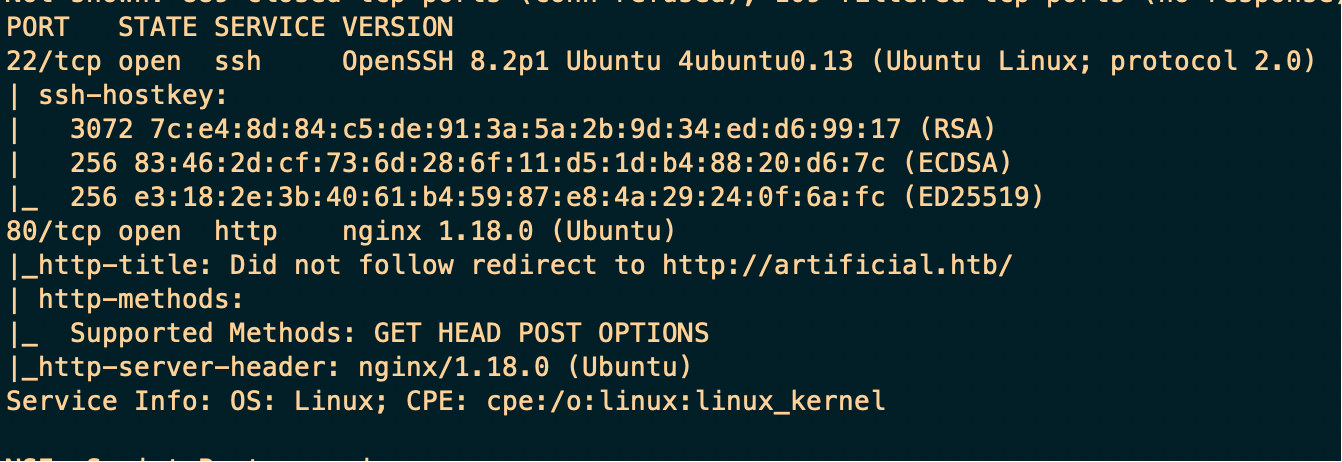 PORT   STATE SERVICE VERSION
22/tcp open  ssh     OpenSSH 8.2p1 Ubuntu 4ubuntu0.13 (Ubuntu Linux; protocol 2.0)
| ssh-hostkey:
|   3072 7c:e4:8d:84:c5:de:91:3a:5a:2b:9d:34:ed:d6:99:17 (RSA)
|   256 83:46:2d:cf:73:6d:28:6f:11:d5:1d:b4:88:20:d6:7c (ECDSA)
|_  256 e3:18:2e:3b:40:61:b4:59:87:e8:4a:29:24:0f:6a:fc (ED25519)
80/tcp open  http    nginx 1.18.0 (Ubuntu)
|_http-title: Did not follow redirect to http://artificial.htb/
| http-methods:
|_  Supported Methods: GET HEAD POST OPTIONS
|_http-server-header: nginx/1.18.0 (Ubuntu)
Service Info: OS: Linux; CPE: cpe:/o:linux:linux_kernel